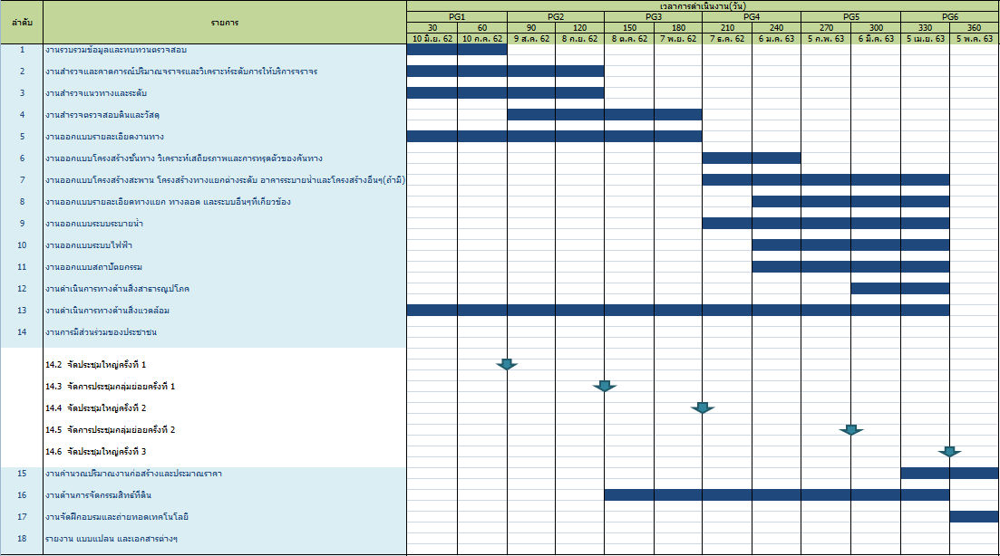 ลำดับ รายการ เวลาการดำเนินงาน(วัน)
PG1 PG2 PG3 PG4 PG5 PG6
30 60 90 120 150 180 210 240 270 300 330 360
10 มิ.ย. 62 10 ก.ค. 62 9 ส.ค. 62 8 ก.ย. 62 8 ต.ค. 62 7 พ.ย. 62 7 ธ.ค. 62 6 ม.ค. 63 5 ก.พ. 63 6 มี.ค. 63 5 เม.ย. 63 5 พ.ค. 63
1 งานรวบรวมข้อมูลและทบทวนตรวจสอบ
2 งานสำรวจและคาดการณ์ปริมาณจราจรและวิเคราะห์ระดับการให้บริการจราจร
3 งานสำรวจแนวทางและระดับ
4 งานสำรวจตรวจสอบดินและวัสดุ
5 งานออกแบบรายละเอียดงานทาง
6 งานออกแบบโครงสร้างชั้นทาง วิเคราะห์เสถียรภาพและการทรุดตัวของคันทาง
7 งานออกแบบโครงสร้างสะพาน โครงสร้างทางแยกต่างระดับ อาคารระบายน้ำและโครงสร้างอื่นๆ(ถ้ามี)
8 งานออกแบบรายละเอียดทางแยก ทางลอด และระบบอื่นๆที่เกี่ยวข้อง
9 งานออกแบบระบบระบายน้ำ
10 งานออกแบบระบบไฟฟ้า
11 งานออกแบบสถาปัตยกรรม
12 งานดำเนินการทางด้านสิ่งสาธารณูปโภค
13 งานดำเนินการทางด้านสิ่งแวดล้อม
14 งานการมีส่วนร่วมของประชาชน
14.2 จัดประชุมใหญ่ครั้งที่ 1
14.3 จัดการประชุมกลุ่มย่อยครั้งที่ 1
14.4 จัดประชุมใหญ่ครั้งที่ 2
14.5 จัดการประชุมกลุ่มย่อยครั้งที่ 2
14.6 จัดประชุมใหญ่ครั้งที่ 3
15 งานคำนวณปริมาณงานก่อสร้างและประมาณราคา
16 งานด้านการจัดกรรมสิทธิ์ที่ดิน
17 งานจัดฝึกอบรมและถ่ายทอดเทคโนโลยี
18 รายงาน แบบแปลน และเอกสารต่างๆ